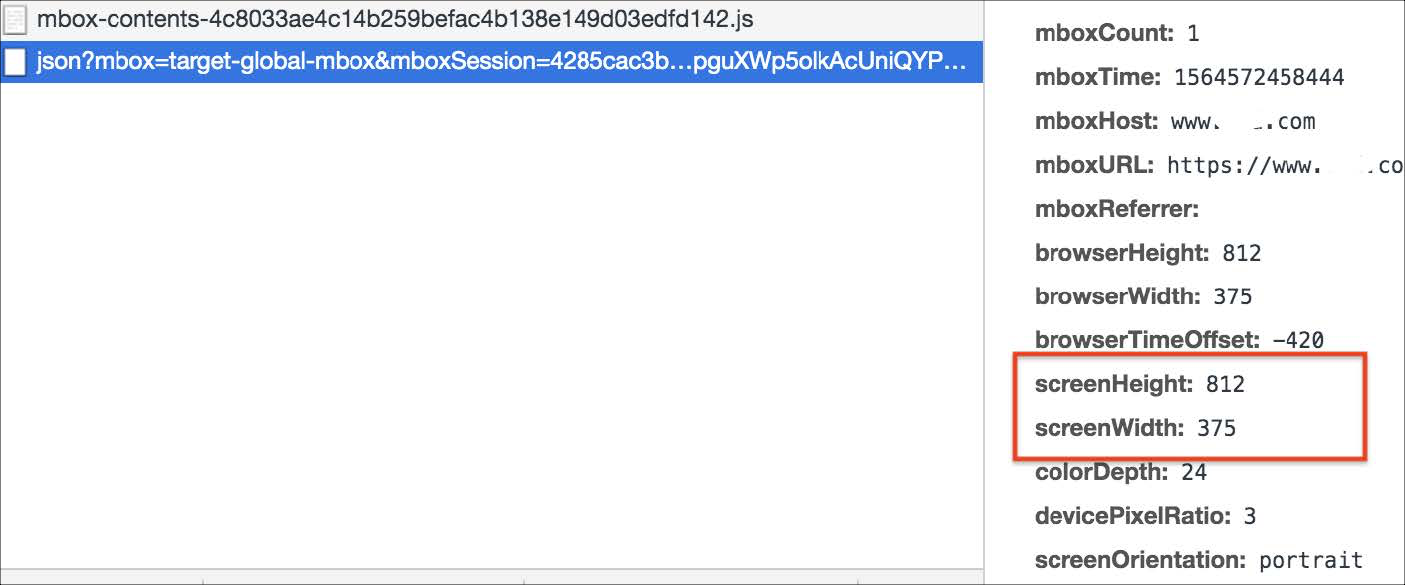 mbox-contents-4c8033ae4c14b259befac4b138e149d03edfd142.js
json?mbox=target-global-mbox&mboxSession=4285cac3b…pguXWp5olkAcUniQYP…
mboxCount: 1
mboxTime: 1564572458444
mboxHost: www. .com
mboxURL: https://www. .co
mboxReferrer:
browserHeight: 812
browserWidth: 375
browserTimeOffset: -420
screenHeight: 812
screenWidth: 375
colorDepth: 24
devicePixelRatio: 3
screenOrientation: portrait